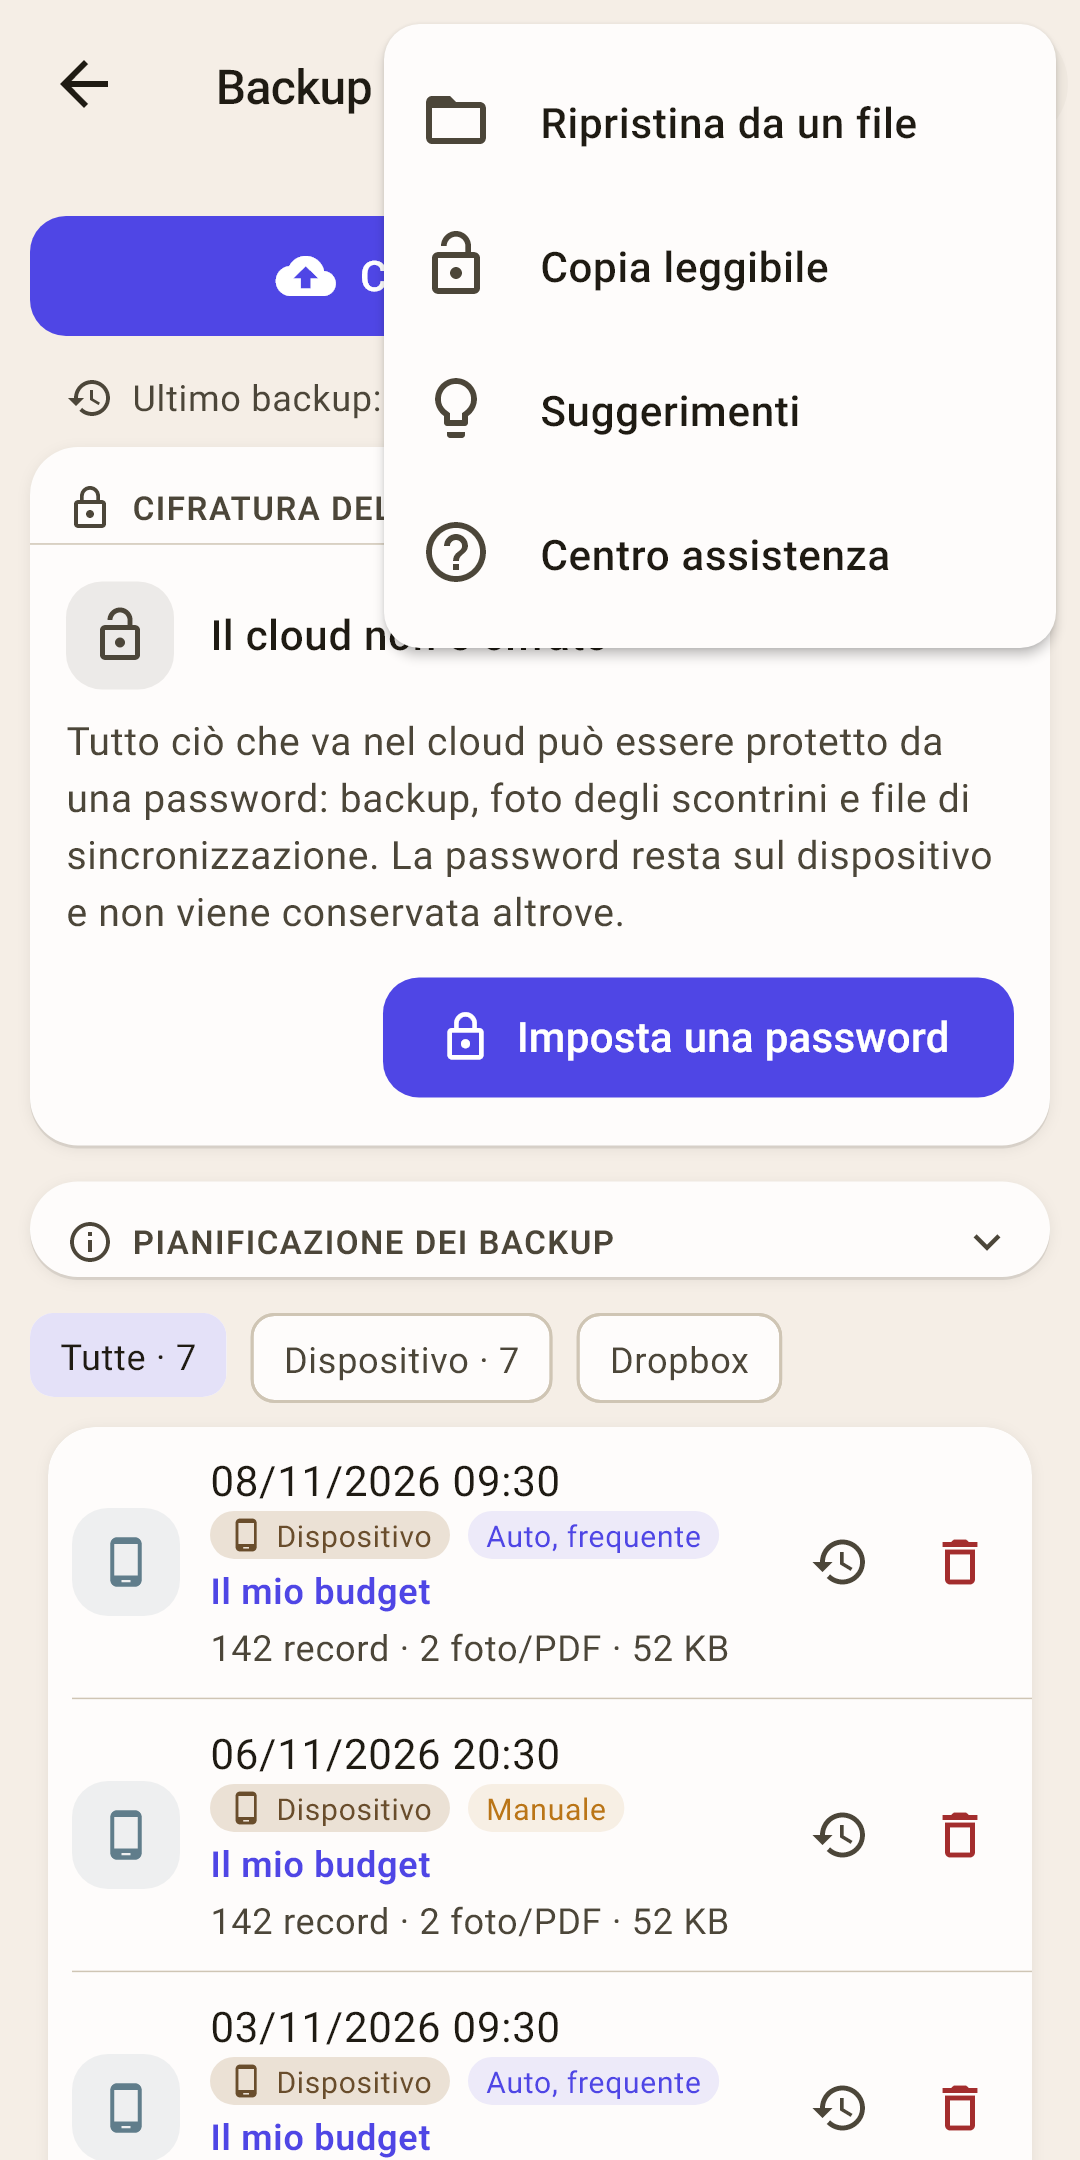 Backup
Ripristina da un file
Copia leggibile
Suggerimenti
Centro assistenza
Ultimo backup:
CIFRATURA DEL
Il cloud
Tutto ciò che va nel cloud può essere protetto da
una password: backup, foto degli scontrini e file di
sincronizzazione. La password resta sul dispositivo
e non viene conservata altrove.
Imposta una password
PIANIFICAZIONE DEI BACKUP
Tutte · 7
Dispositivo · 7
Dropbox
08/11/2026 09:30
Dispositivo
Auto, frequente
Il mio budget
142 record · 2 foto/PDF · 52 KB
06/11/2026 20:30
Dispositivo
Manuale
Il mio budget
142 record · 2 foto/PDF · 52 KB
03/11/2026 09:30
Dispositivo
Auto, frequente
Il mio budget